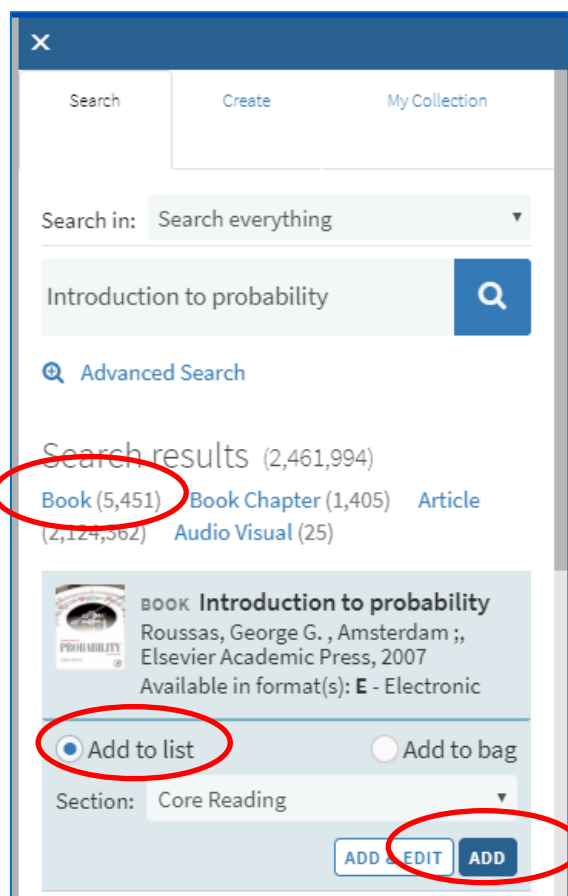 ×
Search Create My Collection
Search in: Search everything
Introduction to probability
Advanced Search
Search results (2,461,994)
Book (5,451) Book Chapter (1,405) Article
(2,124,362) Audio Visual (25)
PROBABILITY
BOOK Introduction to probability
Roussas, George G. , Amsterdam ;,
Elsevier Academic Press, 2007
Available in format(s): E - Electronic
Add to list Add to bag
Section: Core Reading
ADD & EDIT ADD